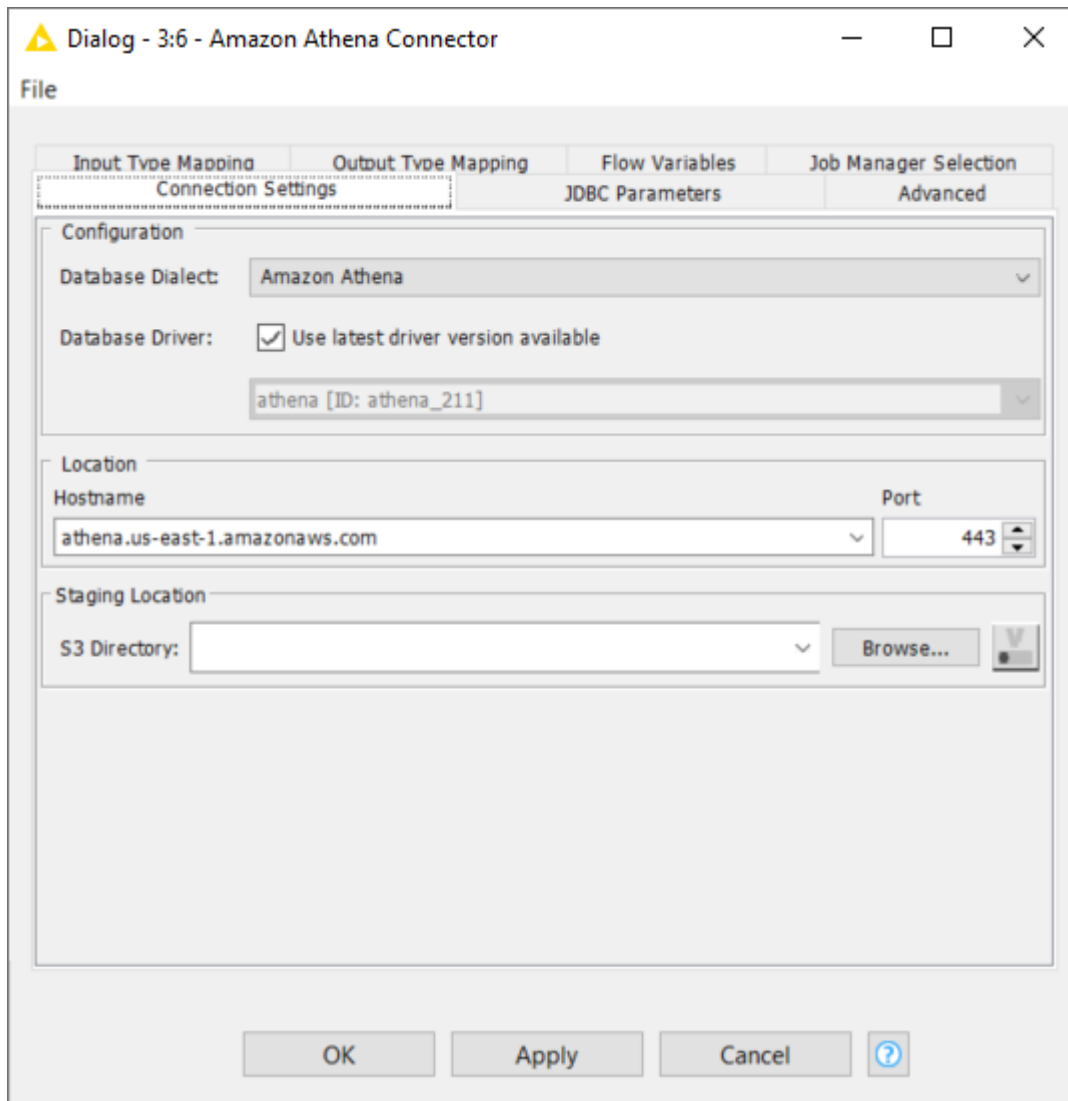 Dialog - 3:6 - Amazon Athena Connector
File
Input Type Mapping Output Type Mapping Flow Variables Job Manager Selection
Connection Settings JDBC Parameters Advanced
Configuration
Database Dialect: Amazon Athena
Database Driver: Use latest driver version available
athena [ID: athena_211]
Location
Hostname Port
athena.us-east-1.amazonaws.com 443
Staging Location
S3 Directory: Browse... V
OK Apply Cancel ?